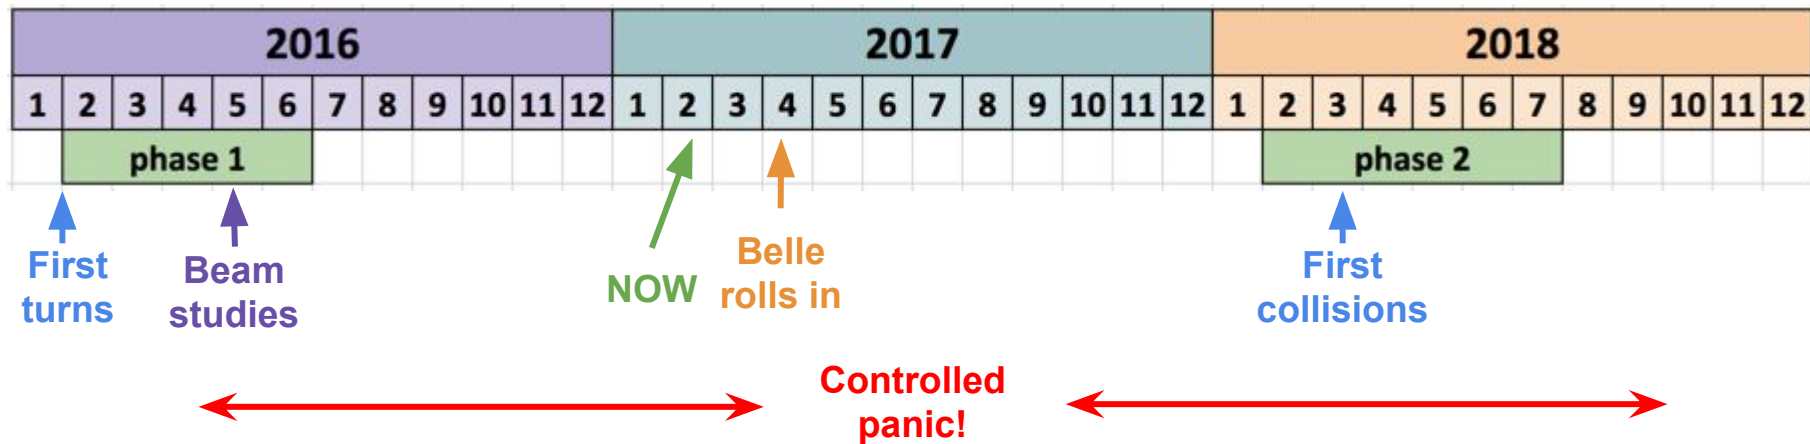 2016 2017 2018
1 2 3 4 5 6 7 8 9 10 11 12 1 2 3 4 5 6 7 8 9 10 11 12 1 2 3 4 5 6 7 8 9 10 11 12
phase 1 phase 2
First
turns
Beam
studies
NOW
Belle
rolls in
First
collisions
Controlled
panic!